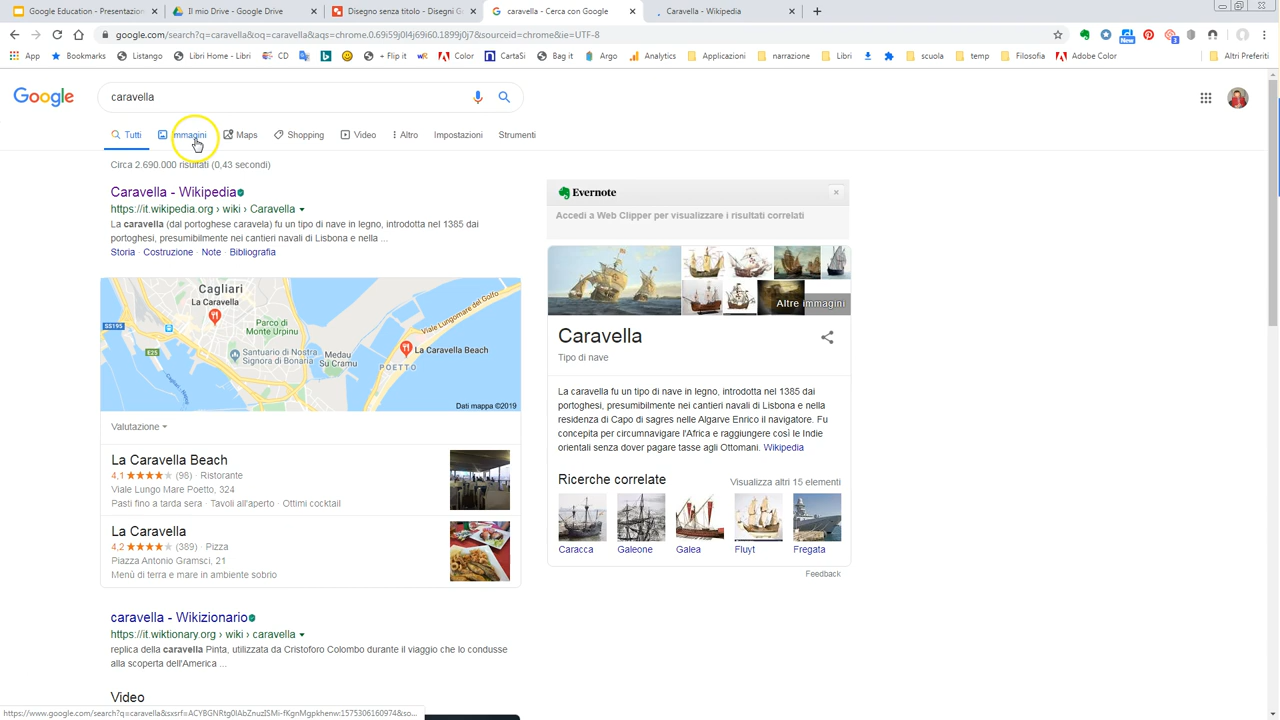 Google Education - Presentazion
Il mio Drive - Google Drive
Disegno senza titolo - Disegni G
caravella - Cerca con Google
Caravella - Wikipedia
google.com/search?q=caravella&oq=caravella&aqs=chrome.0.69i59j0l4j69i60.1899j0j7&sourceid=chrome&ie=UTF-8
App
Bookmarks
Listango
Libri Home - Libri
CD
+ Flip it
Color
CartaSi
Bag it
Argo
Analytics
Applicazioni
narrazione
Libri
scuola
temp
Filosofia
Adobe Color
Altri Preferiti
Google
caravella
Tutti
Immagini
Maps
Shopping
Video
Altro
Impostazioni
Strumenti
Circa 2.690.000 risultati (0,43 secondi)
Caravella - Wikipedia
https://it.wikipedia.org › wiki › Caravella
La caravella (dal portoghese caravela) fu un tipo di nave in legno, introdotta nel 1385 dai
portoghesi, presumibilmente nei cantieri navali di Lisbona e nella ...
Storia · Costruzione · Note · Bibliografia
Cagliari
La Caravella
Parco di
Monte Urpinu
SS195
E25
Santuario di Nostra
Signora di Bonaria
Medau
Su Cramu
POETTO
Viale Lungomare del Golfo
La Caravella Beach
Dati mappa ©2019
Valutazione
La Caravella Beach
4,1 (98) · Ristorante
Viale Lungo Mare Poetto, 324
Pasti fino a tarda sera · Tavoli all'aperto · Ottimi cocktail
La Caravella
4,2 (389) · Pizza
Piazza Antonio Gramsci, 21
Menù di terra e mare in ambiente sobrio
caravella - Wikizionario
https://it.wiktionary.org › wiki › caravella
replica della caravella Pinta, utilizzata da Cristoforo Colombo durante il viaggio che lo condusse
alla scoperta dell'America ...
Video
Evernote
Accedi a Web Clipper per visualizzare i risultati correlati
Altre immagini
Caravella
Tipo di nave
La caravella fu un tipo di nave in legno, introdotta nel 1385 dai
portoghesi, presumibilmente nei cantieri navali di Lisbona e nella
residenza di Capo di sagres nelle Algarve Enrico il navigatore. Fu
concepita per circumnavigare l'Africa e raggiungere così le Indie
orientali senza dover pagare tasse agli Ottomani. Wikipedia
Ricerche correlate
Visualizza altri 15 elementi
Caracca
Galeone
Galea
Fluyt
Fregata
Feedback